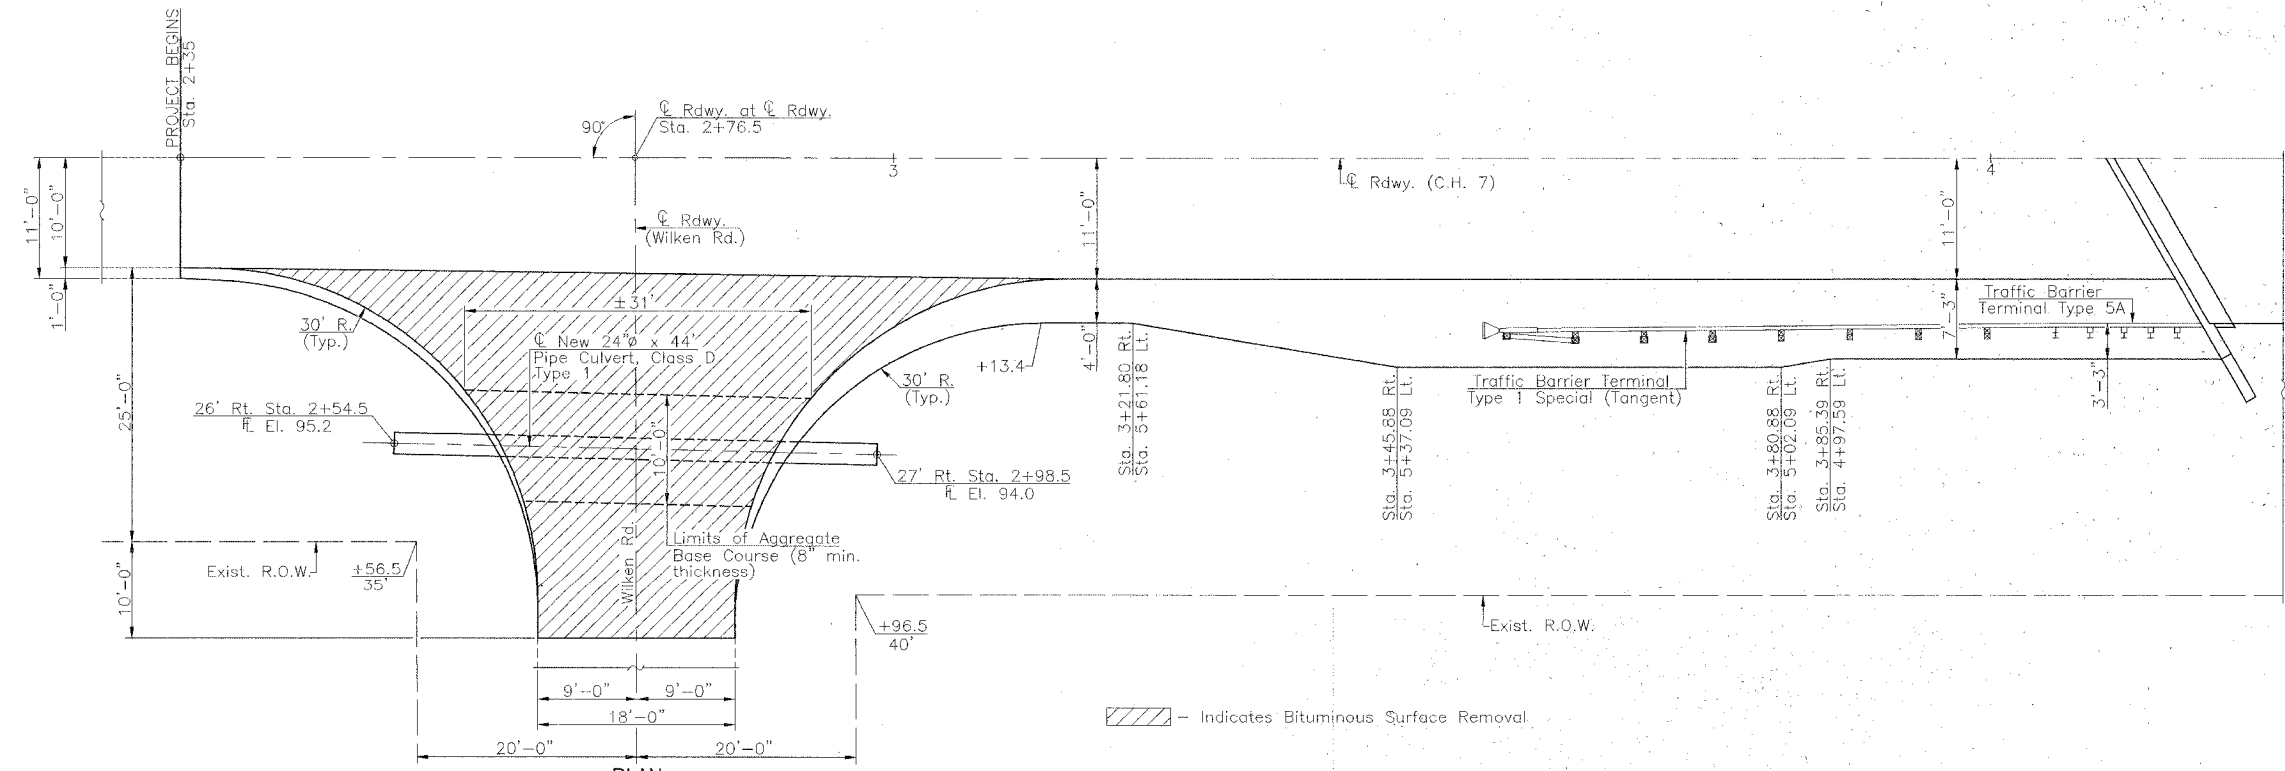 PROJECT BEGINS
Sta. 2+35
℄ Rdwy. at ℄ Rdwy.
Sta. 2+76.5
90°
3
4
℄ Rdwy. (C.H. 7)
℄ Rdwy.
(Wilken Rd.)
11'-0"
10'-0"
1'-0"
25'-0"
10'-0"
11'-0"
4'-0"
11'-0"
7'-3"
3'-3"
±31'
30' R.
(Typ.)
℄ New 24"ø x 44'
Pipe Culvert, Class D
Type 1
26' Rt. Sta. 2+54.5
El. 95.2
10'-0"
30' R.
(Typ.)
+13.4
27' Rt. Sta. 2+98.5
El. 94.0
Traffic Barrier
Terminal Type 5A
Traffic Barrier Terminal
Type 1 Special (Tangent)
Sta. 3+21.80 Rt.
Sta. 5+61.18 Lt.
Sta. 3+45.88 Rt.
Sta. 5+37.09 Lt.
Sta. 3+80.88 Rt.
Sta. 5+02.09 Lt.
Sta. 3+85.39 Rt.
Sta. 4+97.59 Lt.
Limits of Aggregate
Base Course (8" min.
thickness)
Wilken Rd.
Exist. R.O.W.
+56.5
35'
+96.5
40'
Exist. R.O.W.
9'-0"
9'-0"
18'-0"
20'-0"
20'-0"
– Indicates Bituminous Surface Removal
PLAN